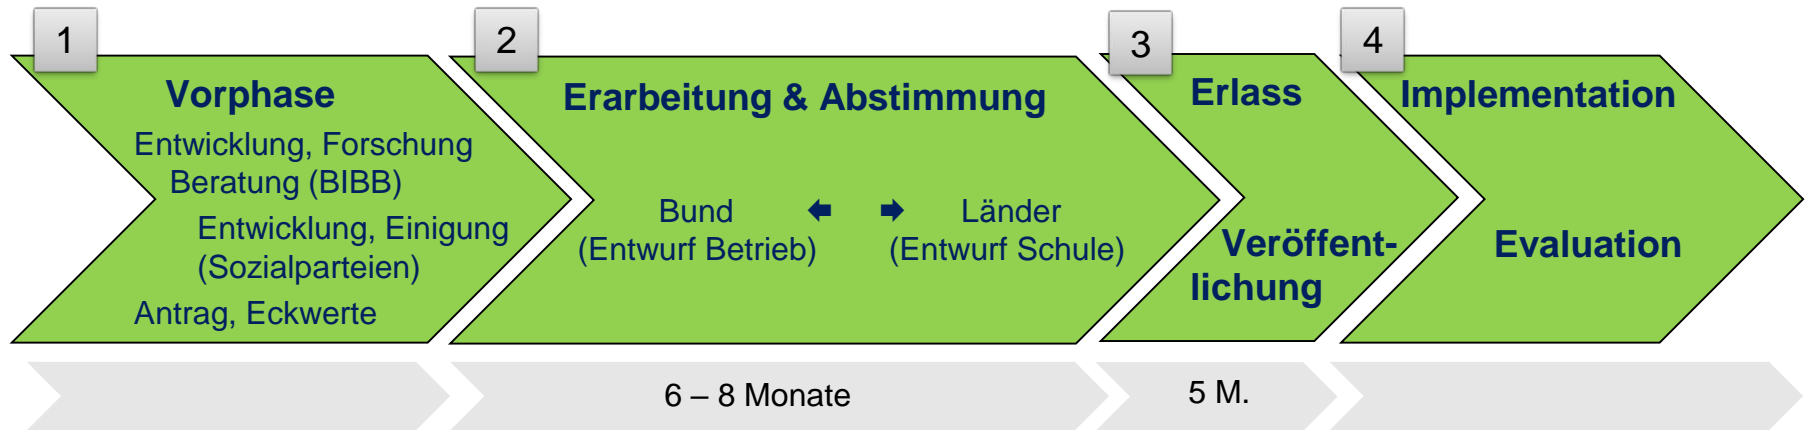 1
Vorphase
Entwicklung, Forschung
Beratung (BIBB)
Entwicklung, Einigung
(Sozialparteien)
Antrag, Eckwerte
2
Erarbeitung & Abstimmung
Bund ← → Länder
(Entwurf Betrieb) (Entwurf Schule)
3
Erlass
Veröffent-
lichung
4
Implementation
Evaluation
6 – 8 Monate
5 M.